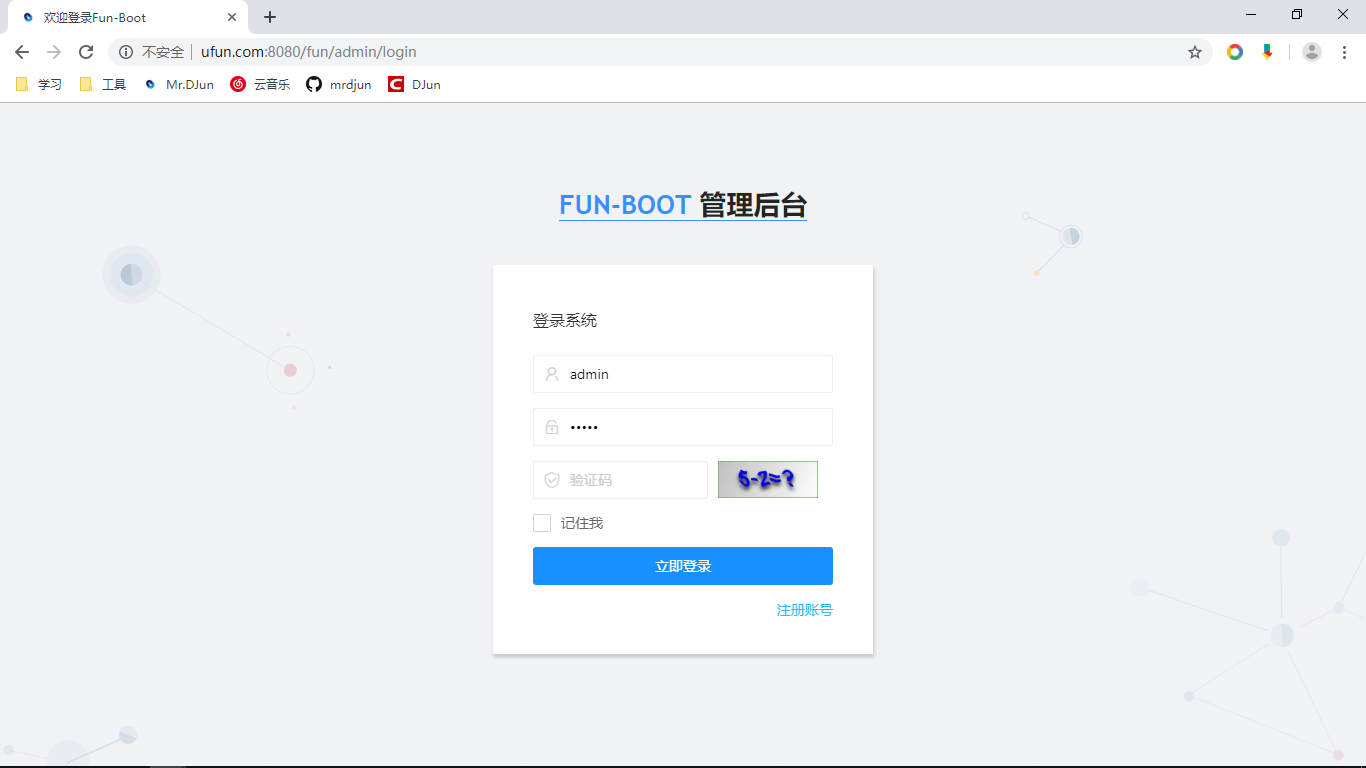 欢迎登录Fun-Boot
不安全 ufun.com:8080/fun/admin/login
学习 工具 Mr.DJun 云音乐 mrdjun DJun
FUN-BOOT 管理后台
登录系统
admin
•••••
验证码 5-2=?
记住我
立即登录
注册账号